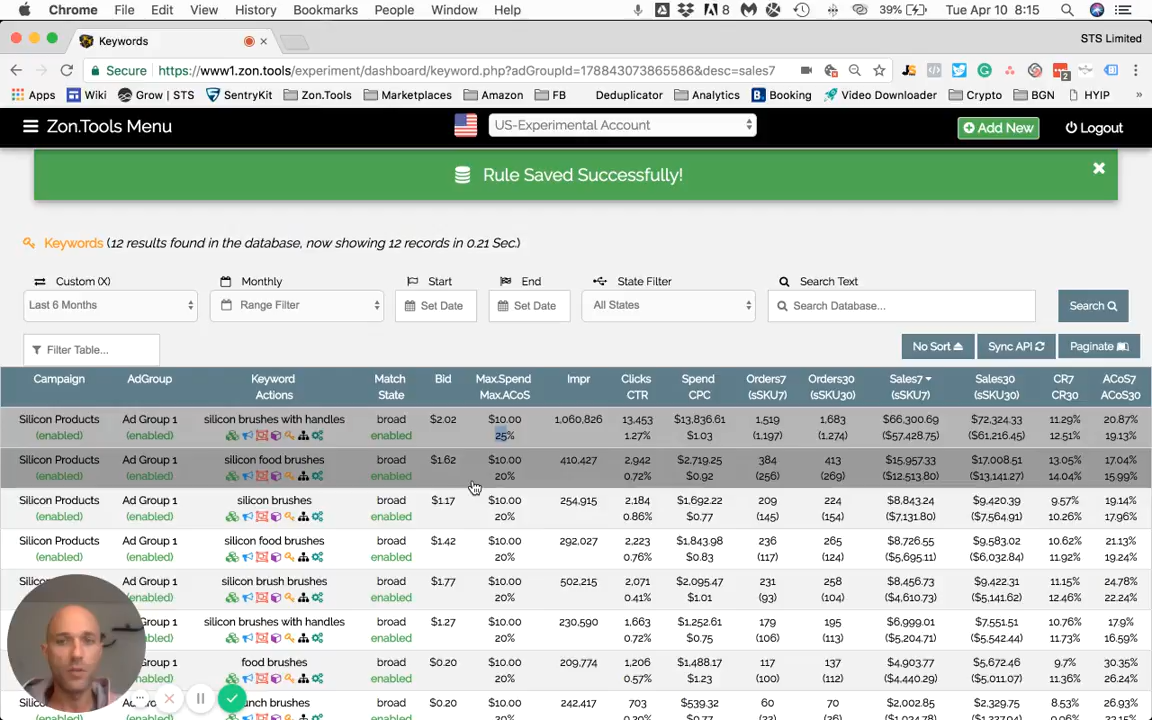 Chrome File Edit View History Bookmarks People Window Help 8 39% Tue Apr 10 8:15
Keywords STS Limited
Secure https://www1.zon.tools/experiment/dashboard/keyword.php?adGroupId=178843073865586&desc=sales7
Apps Wiki Grow | STS SentryKit Zon.Tools Marketplaces Amazon FB Deduplicator Analytics Booking Video Downloader Crypto BGN HYIP »
Zon.Tools Menu US-Experimental Account Add New Logout
Rule Saved Successfully!
Keywords (12 results found in the database, now showing 12 records in 0.21 Sec.)
Custom (X) Monthly Start End State Filter Search Text
Last 6 Months Range Filter Set Date Set Date All States Search Database... Search
Filter Table... No Sort Sync API Paginate
Campaign AdGroup Keyword Match Bid Max.Spend Impr Clicks Spend Orders7 Orders30 Sales7 Sales30 CR7 ACoS7
Actions State Max.ACoS CTR CPC (sSKU7) (sSKU30) (sSKU7) (sSKU30) CR30 ACoS30
Silicon Products Ad Group 1 silicon brushes with handles broad $2.02 $10.00 1,060,826 13,453 $13,836.61 1,519 1,683 $66,300.69 $72,324.33 11.29% 20.87%
(enabled) (enabled) enabled 25% 1.27% $1.03 (1,197) (1,274) ($57,428.75) ($61,216.45) 12.51% 19.13%
Silicon Products Ad Group 1 silicon food brushes broad $1.62 $10.00 410,427 2,942 $2,719.25 384 413 $15,957.33 $17,008.51 13.05% 17.04%
(enabled) (enabled) enabled 20% 0.72% $0.92 (256) (269) ($12,513.80) ($13,141.27) 14.04% 15.99%
Silicon Products Ad Group 1 silicon brushes broad $1.17 $10.00 254,915 2,184 $1,692.22 209 224 $8,843.24 $9,420.39 9.57% 19.14%
(enabled) (enabled) enabled 20% 0.86% $0.77 (145) (154) ($7,131.80) ($7,564.91) 10.26% 17.96%
Silicon Products Ad Group 1 silicon food brushes broad $1.42 $10.00 292,027 2,223 $1,843.98 236 265 $8,726.55 $9,583.02 10.62% 21.13%
(enabled) (enabled) enabled 20% 0.76% $0.83 (117) (124) ($5,695.11) ($6,032.84) 11.92% 19.24%
Silicon Products Ad Group 1 silicon brush brushes broad $1.77 $10.00 502,215 2,071 $2,095.47 231 258 $8,456.73 $9,422.31 11.15% 24.78%
(enabled) enabled 20% 0.41% $1.01 (93) (104) ($4,610.73) ($5,141.62) 12.46% 22.24%
Ad Group 1 silicon brushes with handles broad $1.27 $10.00 230,590 1,663 $1,252.61 179 195 $6,999.01 $7,551.51 10.76% 17.9%
enabled 20% 0.72% $0.75 (106) (113) ($5,204.71) ($5,542.44) 11.73% 16.59%
Ad Group 1 food brushes broad $0.20 $10.00 209,774 1,206 $1,488.17 117 137 $4,903.77 $5,672.46 9.7% 30.35%
enabled 20% 0.57% $1.23 (100) (112) ($4,429.00) ($5,011.07) 11.36% 26.24%
broad $0.20 $10.00 242,417 703 $539.32 60 70 $2,002.85 $2,329.75 8.53% 26.93%